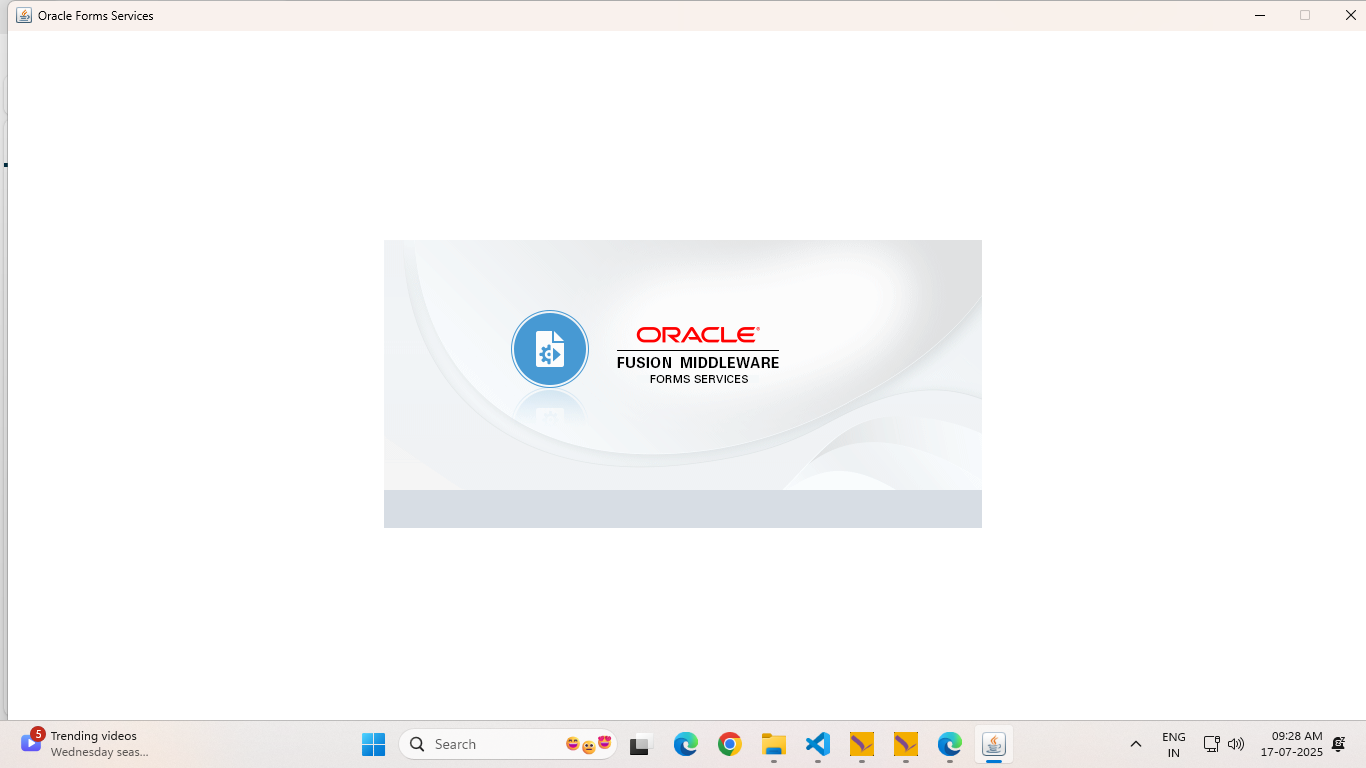 Oracle Forms Services
ORACLE®
FUSION MIDDLEWARE
FORMS SERVICES
5
Trending videos
Wednesday seas...
Search
ENG
IN
09:28 AM
17-07-2025